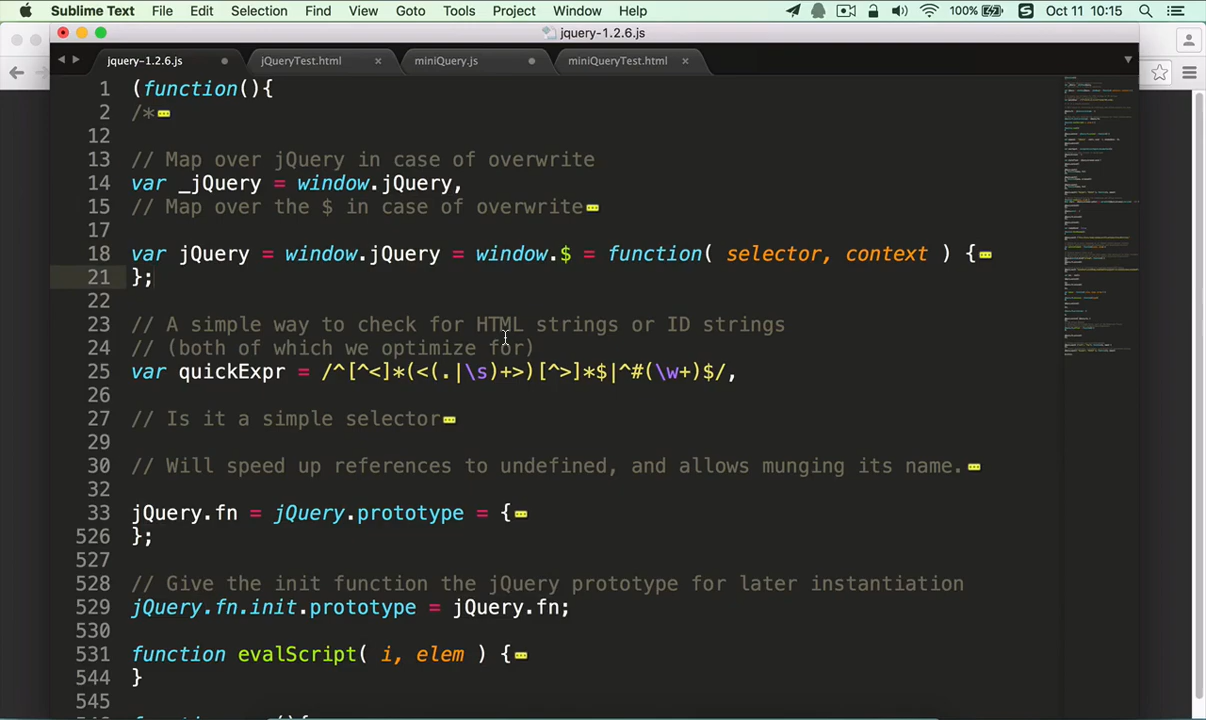 Sublime Text File Edit Selection Find View Goto Tools Project Window Help 100% S Oct 11 10:15
jquery-1.2.6.js
jquery-1.2.6.js jQueryTest.html × miniQuery.js miniQueryTest.html ×
1 (function(){
2 /*
12
13 // Map over jQuery in case of overwrite
14 var _jQuery = window.jQuery,
15 // Map over the $ in case of overwrite
17
18 var jQuery = window.jQuery = window.$ = function( selector, context ) {
21 };
22
23 // A simple way to check for HTML strings or ID strings
24 // (both of which we optimize for)
25 var quickExpr = /^[^<]*(<(.|\s)+>)[^>]*$|^#(\w+)$/,
26
27 // Is it a simple selector
29
30 // Will speed up references to undefined, and allows munging its name.
32
33 jQuery.fn = jQuery.prototype = {
526 };
527
528 // Give the init function the jQuery prototype for later instantiation
529 jQuery.fn.init.prototype = jQuery.fn;
530
531 function evalScript( i, elem ) {
544 }
545